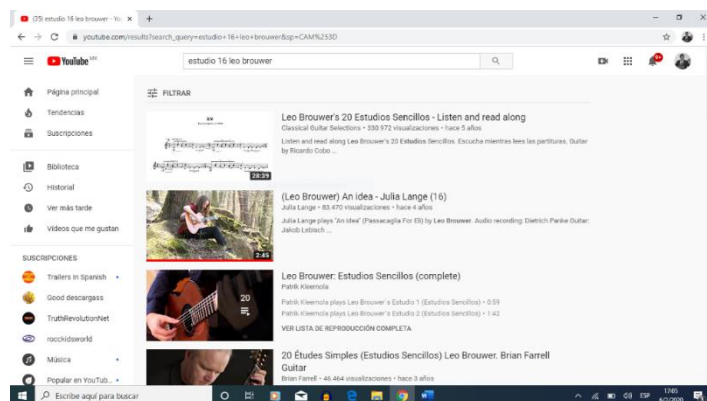 (35) estudio 16 leo brouwer - You
youtube.com/results?search_query=estudio+16+leo+brouwer&sp=CAM%253D
YouTube MX
estudio 16 leo brouwer
9+
Página principal
Tendencias
Suscripciones
Biblioteca
Historial
Ver más tarde
Vídeos que me gustan
SUSCRIPCIONES
Trailers In Spanish
Good descargass
TruthRevolutionNet
rocckidsworld
Música
Popular en YouTub...
FILTRAR
28:39
Leo Brouwer's 20 Estudios Sencillos - Listen and read along
Classical Guitar Selections • 330 972 visualizaciones • hace 5 años
Listen and read along Leo Brouwer's 20 Estudios Sencillos. Escuche mientras lees las partituras, Guitar
by Ricardo Cobo ...
2:45
(Leo Brouwer) An idea - Julia Lange (16)
Julia Lange • 83.470 visualizaciones • hace 4 años
Julia Lange plays "An Idea" (Passacaglia For Eli) by Leo Brouwer. Audio recording: Dietrich Panke Guitar:
Jakob Lebisch ...
20
Leo Brouwer: Estudios Sencillos (complete)
Patrik Kleemola
Patrik Kleemola plays Leo Brouwer´s Estudio 1 (Estudios Sencillos) • 0:59
Patrik Kleemola plays Leo Brouwer´s Estudio 2 (Estudios Sencillos) • 1:42
VER LISTA DE REPRODUCCIÓN COMPLETA
20 Études Simples (Estudios Sencillos) Leo Brouwer. Brian Farrell
Guitar
Brian Farrell • 46.464 visualizaciones • hace 3 años
Escribe aquí para buscar
ESP
17:05